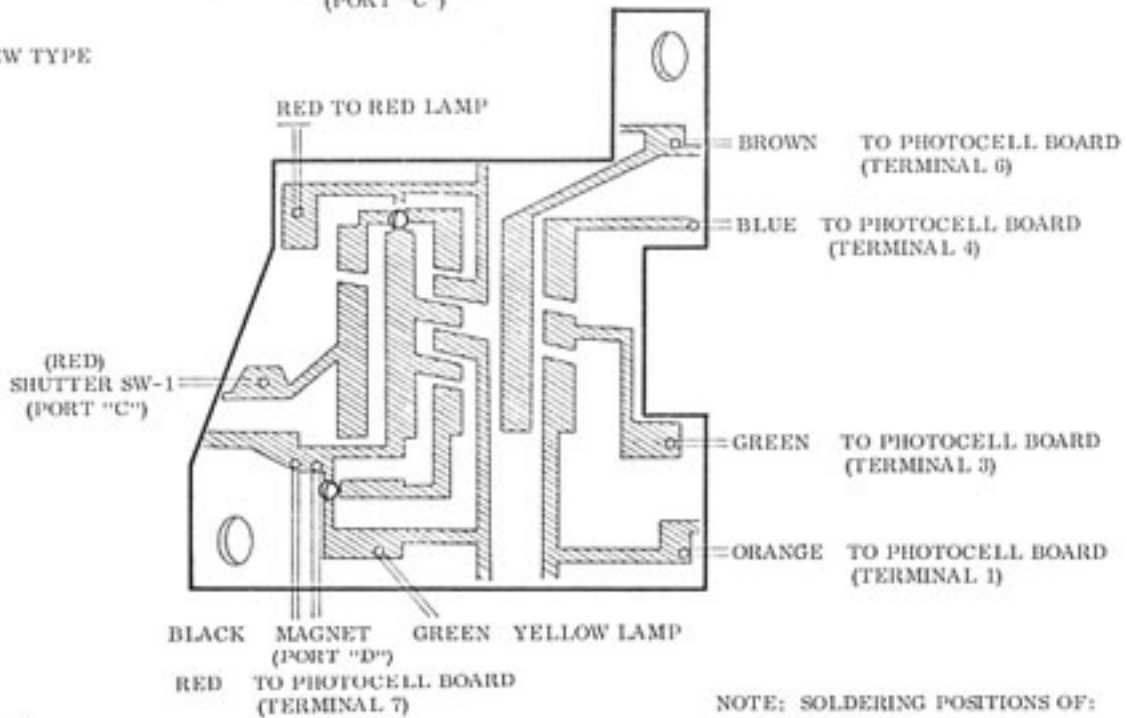 (PORT "C")
EW TYPE
RED TO RED LAMP
BROWN TO PHOTOCELL BOARD
(TERMINAL 6)
BLUE TO PHOTOCELL BOARD
(TERMINAL 4)
(RED)
SHUTTER SW-1
(PORT "C")
GREEN TO PHOTOCELL BOARD
(TERMINAL 3)
ORANGE TO PHOTOCELL BOARD
(TERMINAL 1)
BLACK MAGNET GREEN YELLOW LAMP
(PORT "D")
RED TO PHOTOCELL BOARD
(TERMINAL 7)
NOTE: SOLDERING POSITIONS OF: